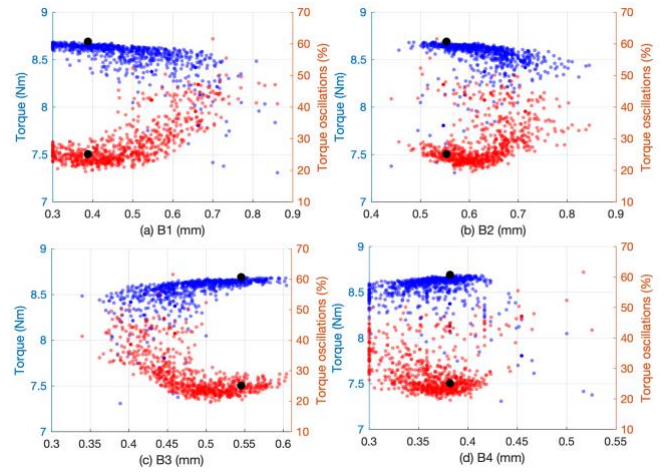 9 70 9 70
60 60
8.5 50 8.5 50
Torque (Nm) 8 40 Torque oscillations (%) Torque (Nm) 8 40 Torque oscillations (%)
30 30
7.5 20 7.5 20
7 10 7 10
0.3 0.4 0.5 0.6 0.7 0.8 0.9 0.4 0.5 0.6 0.7 0.8 0.9
(a) B1 (mm) (b) B2 (mm)
9 70 9 70
60 60
8.5 50 8.5 50
Torque (Nm) 8 40 Torque oscillations (%) Torque (Nm) 8 40 Torque oscillations (%)
30 30
7.5 20 7.5 20
7 10 7 10
0.3 0.35 0.4 0.45 0.5 0.55 0.6 0.3 0.35 0.4 0.45 0.5 0.55
(c) B3 (mm) (d) B4 (mm)